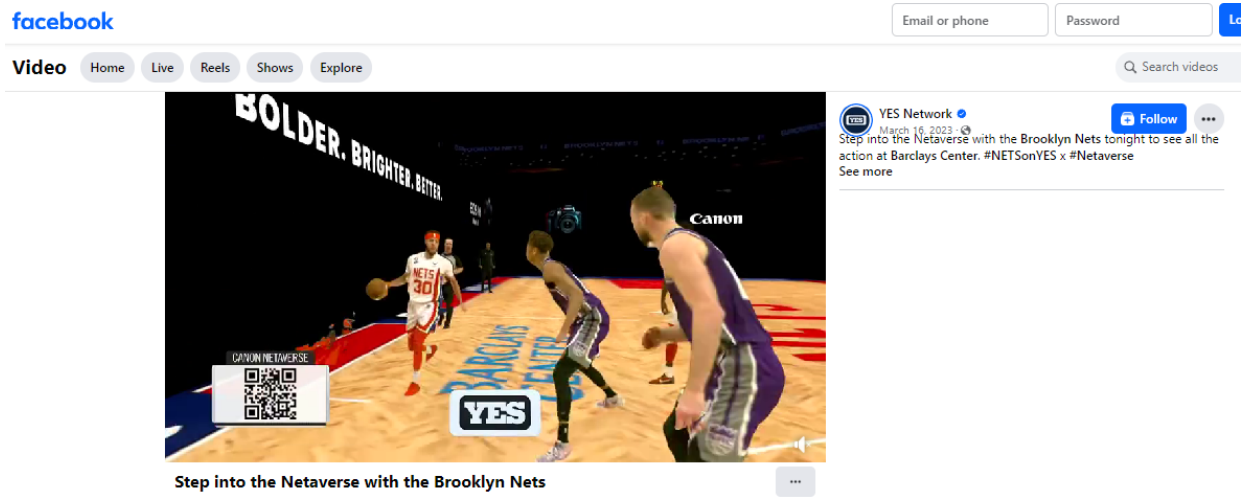 facebook
Email or phone
Password
Video
Home
Live
Reels
Shows
Explore
Search videos
BOLDER. BRIGHTER. BETTER.
Canon
NETS
30
BARCLAYS
CENTER
CANON NETAVERSE
YES
YES
YES Network
March 16, 2023
Follow
Step into the Netaverse with the Brooklyn Nets tonight to see all the
action at Barclays Center. #NETSonYES x #Netaverse
See more
Step into the Netaverse with the Brooklyn Nets